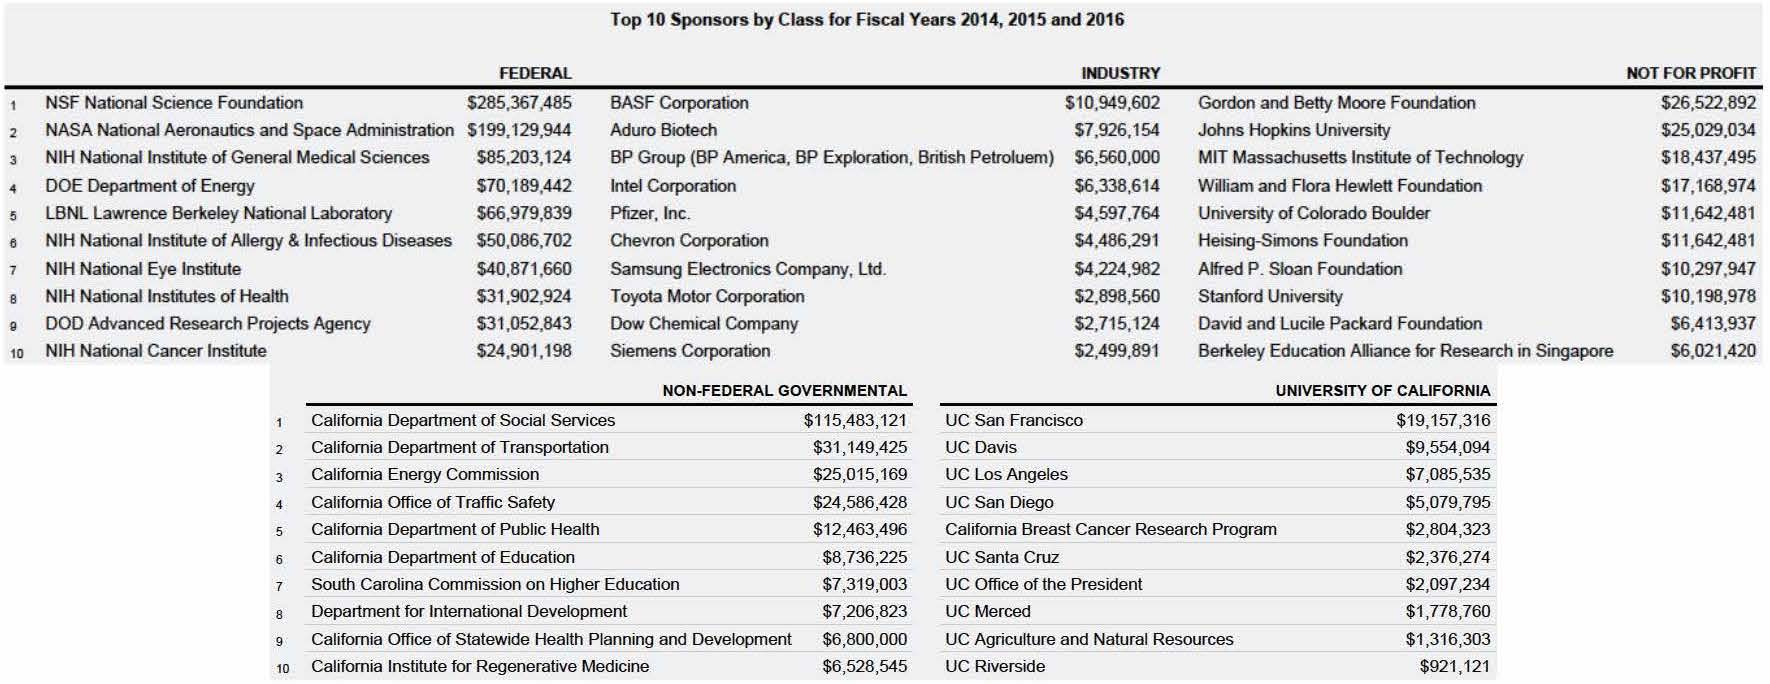 Top 10 Sponsors by Class for Fiscal Years 2014, 2015 and 2016
FEDERAL INDUSTRY NOT FOR PROFIT
1 NSF National Science Foundation $285,367,485 BASF Corporation $10,949,602 Gordon and Betty Moore Foundation $26,522,892
2 NASA National Aeronautics and Space Administration $199,129,944 Aduro Biotech $7,926,154 Johns Hopkins University $25,029,034
3 NIH National Institute of General Medical Sciences $85,203,124 BP Group (BP America, BP Exploration, British Petroluem) $6,560,000 MIT Massachusetts Institute of Technology $18,437,495
4 DOE Department of Energy $70,189,442 Intel Corporation $6,338,614 William and Flora Hewlett Foundation $17,168,974
5 LBNL Lawrence Berkeley National Laboratory $66,979,839 Pfizer, Inc. $4,597,764 University of Colorado Boulder $11,642,481
6 NIH National Institute of Allergy & Infectious Diseases $50,086,702 Chevron Corporation $4,486,291 Heising-Simons Foundation $11,642,481
7 NIH National Eye Institute $40,871,660 Samsung Electronics Company, Ltd. $4,224,982 Alfred P. Sloan Foundation $10,297,947
8 NIH National Institutes of Health $31,902,924 Toyota Motor Corporation $2,898,560 Stanford University $10,198,978
9 DOD Advanced Research Projects Agency $31,052,843 Dow Chemical Company $2,715,124 David and Lucile Packard Foundation $6,413,937
10 NIH National Cancer Institute $24,901,198 Siemens Corporation $2,499,891 Berkeley Education Alliance for Research in Singapore $6,021,420
NON-FEDERAL GOVERNMENTAL UNIVERSITY OF CALIFORNIA
1 California Department of Social Services $115,483,121 UC San Francisco $19,157,316
2 California Department of Transportation $31,149,425 UC Davis $9,554,094
3 California Energy Commission $25,015,169 UC Los Angeles $7,085,535
4 California Office of Traffic Safety $24,586,428 UC San Diego $5,079,795
5 California Department of Public Health $12,463,496 California Breast Cancer Research Program $2,804,323
6 California Department of Education $8,736,225 UC Santa Cruz $2,376,274
7 South Carolina Commission on Higher Education $7,319,003 UC Office of the President $2,097,234
8 Department for International Development $7,206,823 UC Merced $1,778,760
9 California Office of Statewide Health Planning and Development $6,800,000 UC Agriculture and Natural Resources $1,316,303
10 California Institute for Regenerative Medicine $6,528,545 UC Riverside $921,121